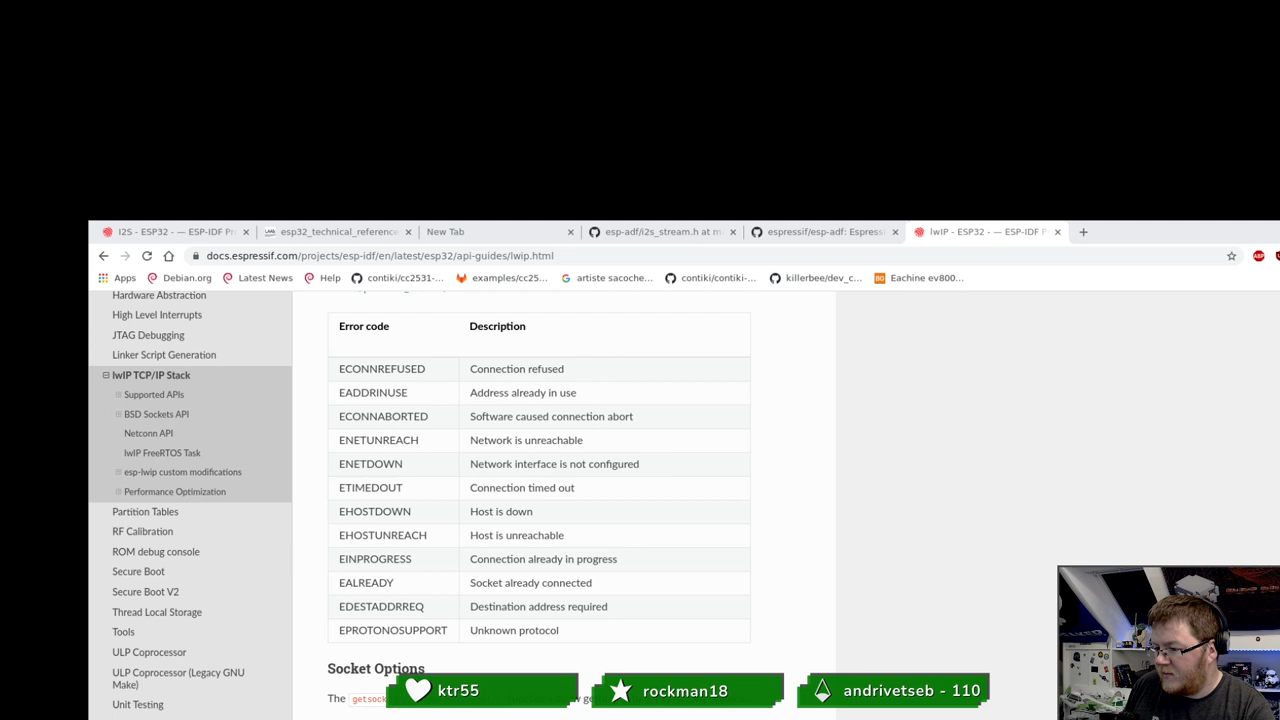 I2S - ESP32 - — ESP-IDF Pr
esp32_technical_reference
New Tab
esp-adf/i2s_stream.h at m
espressif/esp-adf: Espress
lwIP - ESP32 - — ESP-IDF P
docs.espressif.com/projects/esp-idf/en/latest/esp32/api-guides/lwip.html
Apps
Debian.org
Latest News
Help
contiki/cc2531-...
examples/cc25...
artiste sacoche...
contiki/contiki-...
killerbee/dev_c...
Eachine ev800...
ABP
Hardware Abstraction
High Level Interrupts
JTAG Debugging
Linker Script Generation
lwIP TCP/IP Stack
Supported APIs
BSD Sockets API
Netconn API
lwIP FreeRTOS Task
esp-lwip custom modifications
Performance Optimization
Partition Tables
RF Calibration
ROM debug console
Secure Boot
Secure Boot V2
Thread Local Storage
Tools
ULP Coprocessor
ULP Coprocessor (Legacy GNU
Make)
Unit Testing
Error code Description
ECONNREFUSED Connection refused
EADDRINUSE Address already in use
ECONNABORTED Software caused connection abort
ENETUNREACH Network is unreachable
ENETDOWN Network interface is not configured
ETIMEDOUT Connection timed out
EHOSTDOWN Host is down
EHOSTUNREACH Host is unreachable
EINPROGRESS Connection already in progress
EALREADY Socket already connected
EDESTADDRREQ Destination address required
EPROTONOSUPPORT Unknown protocol
Socket Options
The getsock
ktr55
rockman18
andrivetseb - 110